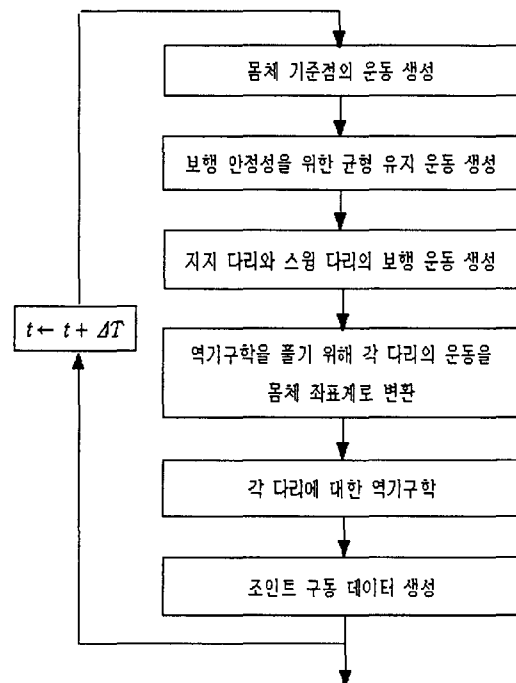 몸체 기준점의 운동 생성
보행 안정성을 위한 균형 유지 운동 생성
지지 다리와 스윙 다리의 보행 운동 생성
t ← t + ΔT
역기구학을 풀기 위해 각 다리의 운동을
몸체 좌표계로 변환
각 다리에 대한 역기구학
조인트 구동 데이터 생성